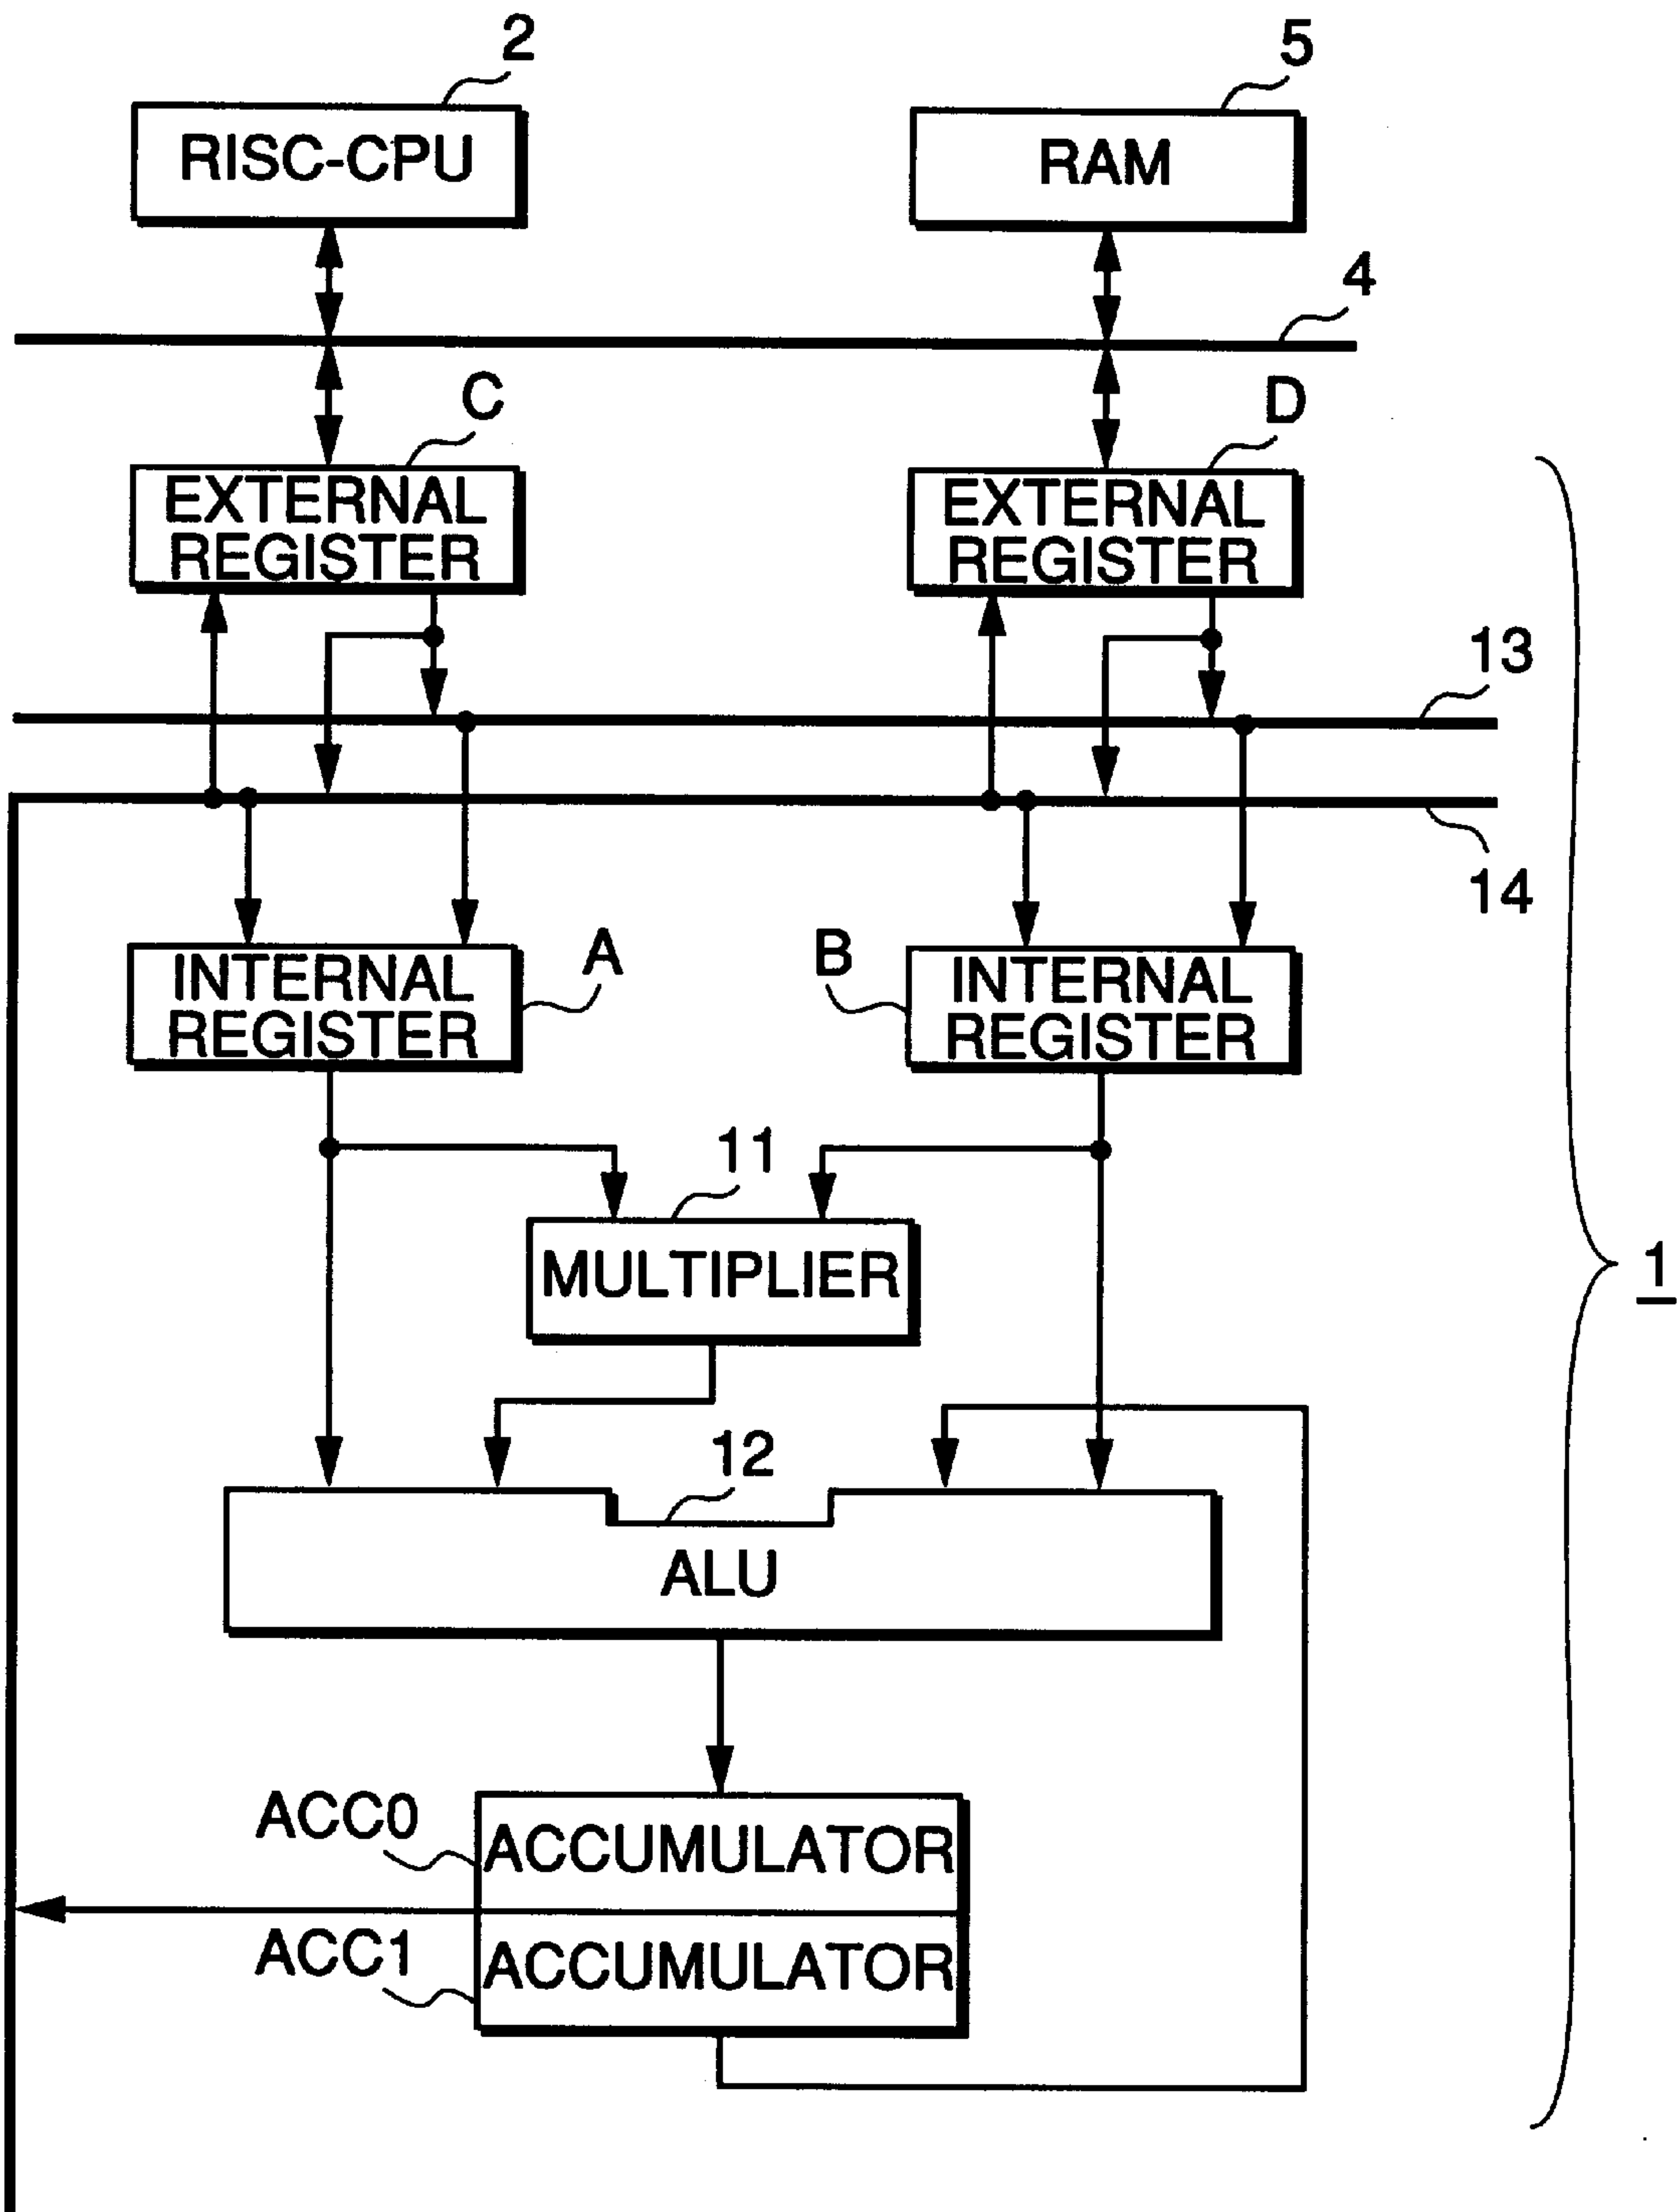 2
5
RISC-CPU
RAM
4
C
D
EXTERNAL
REGISTER
EXTERNAL
REGISTER
13
14
A
B
INTERNAL
REGISTER
INTERNAL
REGISTER
11
MULTIPLIER
1
12
ALU
ACC0
ACCUMULATOR
ACC1
ACCUMULATOR